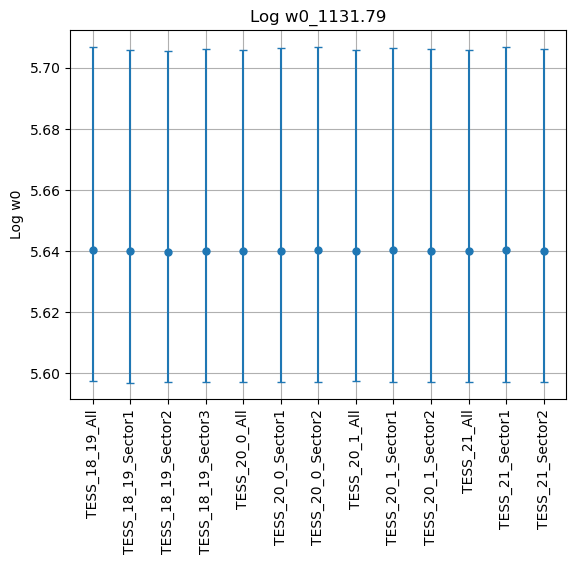 Log w0_1131.79
Log w0
5.70
5.68
5.66
5.64
5.62
5.60
TESS_18_19_All
TESS_18_19_Sector1
TESS_18_19_Sector2
TESS_18_19_Sector3
TESS_20_0_All
TESS_20_0_Sector1
TESS_20_0_Sector2
TESS_20_1_All
TESS_20_1_Sector1
TESS_20_1_Sector2
TESS_21_All
TESS_21_Sector1
TESS_21_Sector2